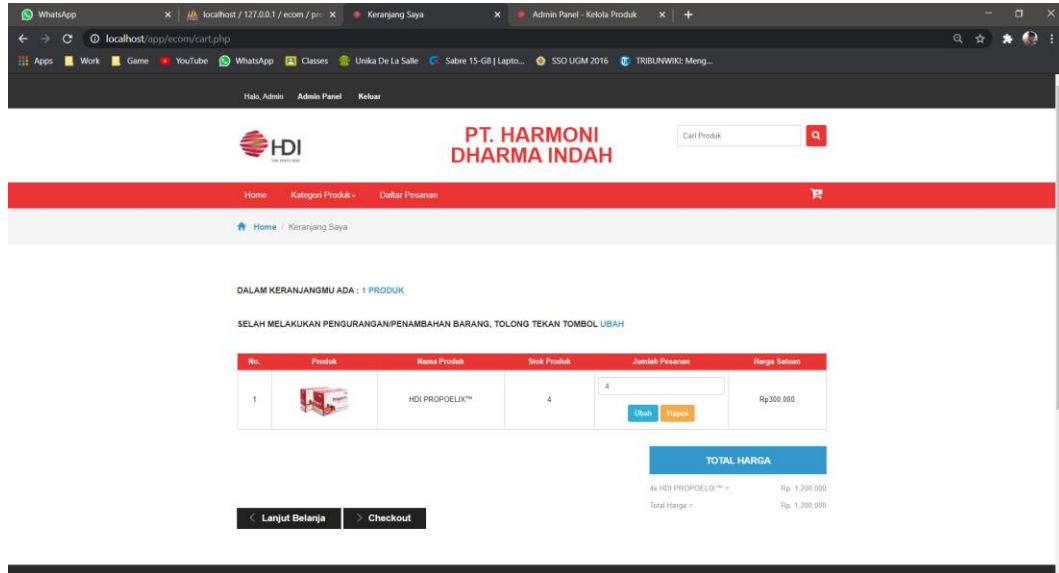 WhatsApp
localhost / 127.0.0.1 / ecom / pro
Keranjang Saya
Admin Panel - Kelola Produk
localhost/app/ecom/cart.php
Apps Work Game YouTube WhatsApp Classes Unika De La Salle Sabre 15-G8 | Lapto... SSO UGM 2016 TRIBUNWIKI: Meng...
Halo, Admin Admin Panel Keluar
HDI
PT. HARMONI
DHARMA INDAH
Cari Produk
Home Kategori Produk Daftar Pesanan
Home / Keranjang Saya
DALAM KERANJANGMU ADA : 1 PRODUK
SELAH MELAKUKAN PENGURANGAN/PENAMBAHAN BARANG, TOLONG TEKAN TOMBOL UBAH
No. Produk Nama Produk Stok Produk Jumlah Pesanan Harga Satuan
1 HDI PROPOELIX™ 4 4 Rp300,000
Ubah Hapus
TOTAL HARGA
4x HDI PROPOELIX™ = Rp. 1,200,000
Total Harga = Rp. 1,200,000
< Lanjut Belanja > Checkout